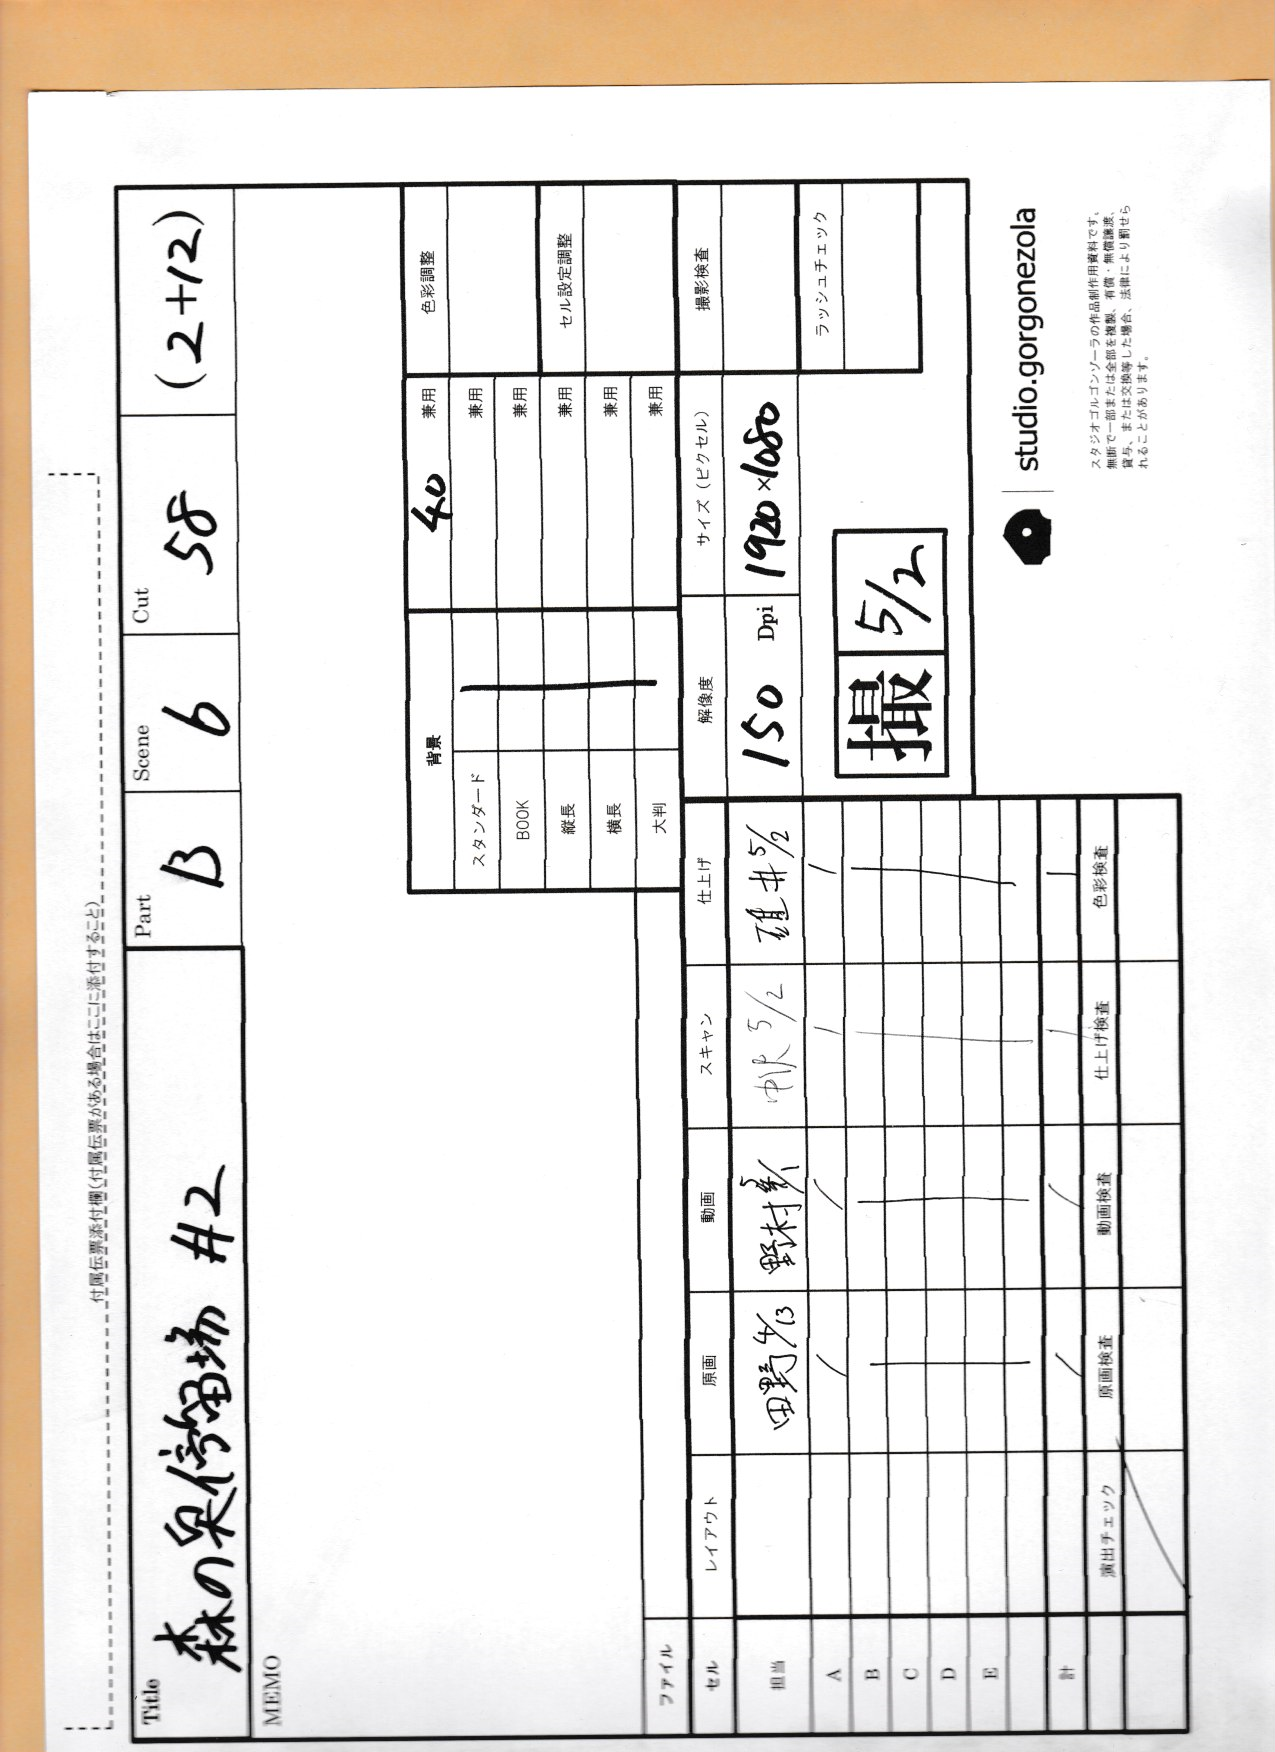 付属伝票添付欄(付属伝票がある場合はここに添付すること)
Title 森の奥停留場 #2
Part B
Scene 6
Cut 58
(2+12)
MEMO
背景 40 兼用
スタンダード 兼用
BOOK 兼用
縦長 兼用
横長 兼用
大判 兼用
色彩調整
セル設定調整
ファイル
解像度 サイズ(ピクセル) 撮影検査
150 Dpi 1920×1080
ラッシュチェック
撮 5/2
セル レイアウト 原画 動画 スキャン 仕上げ
担当 田野 4/13 野村 中沢 5/2 碓井 5/2
A
B
C
D
E
計
演出チェック 原画検査 動画検査 仕上げ検査 色彩検査
studio.gorgonezola
スタジオゴルゴンゾーラの作品制作用資料です。
無断で一部または全部を複製、有償・無償譲渡、
貸与、または交換等した場合、法律により罰せら
れることがあります。